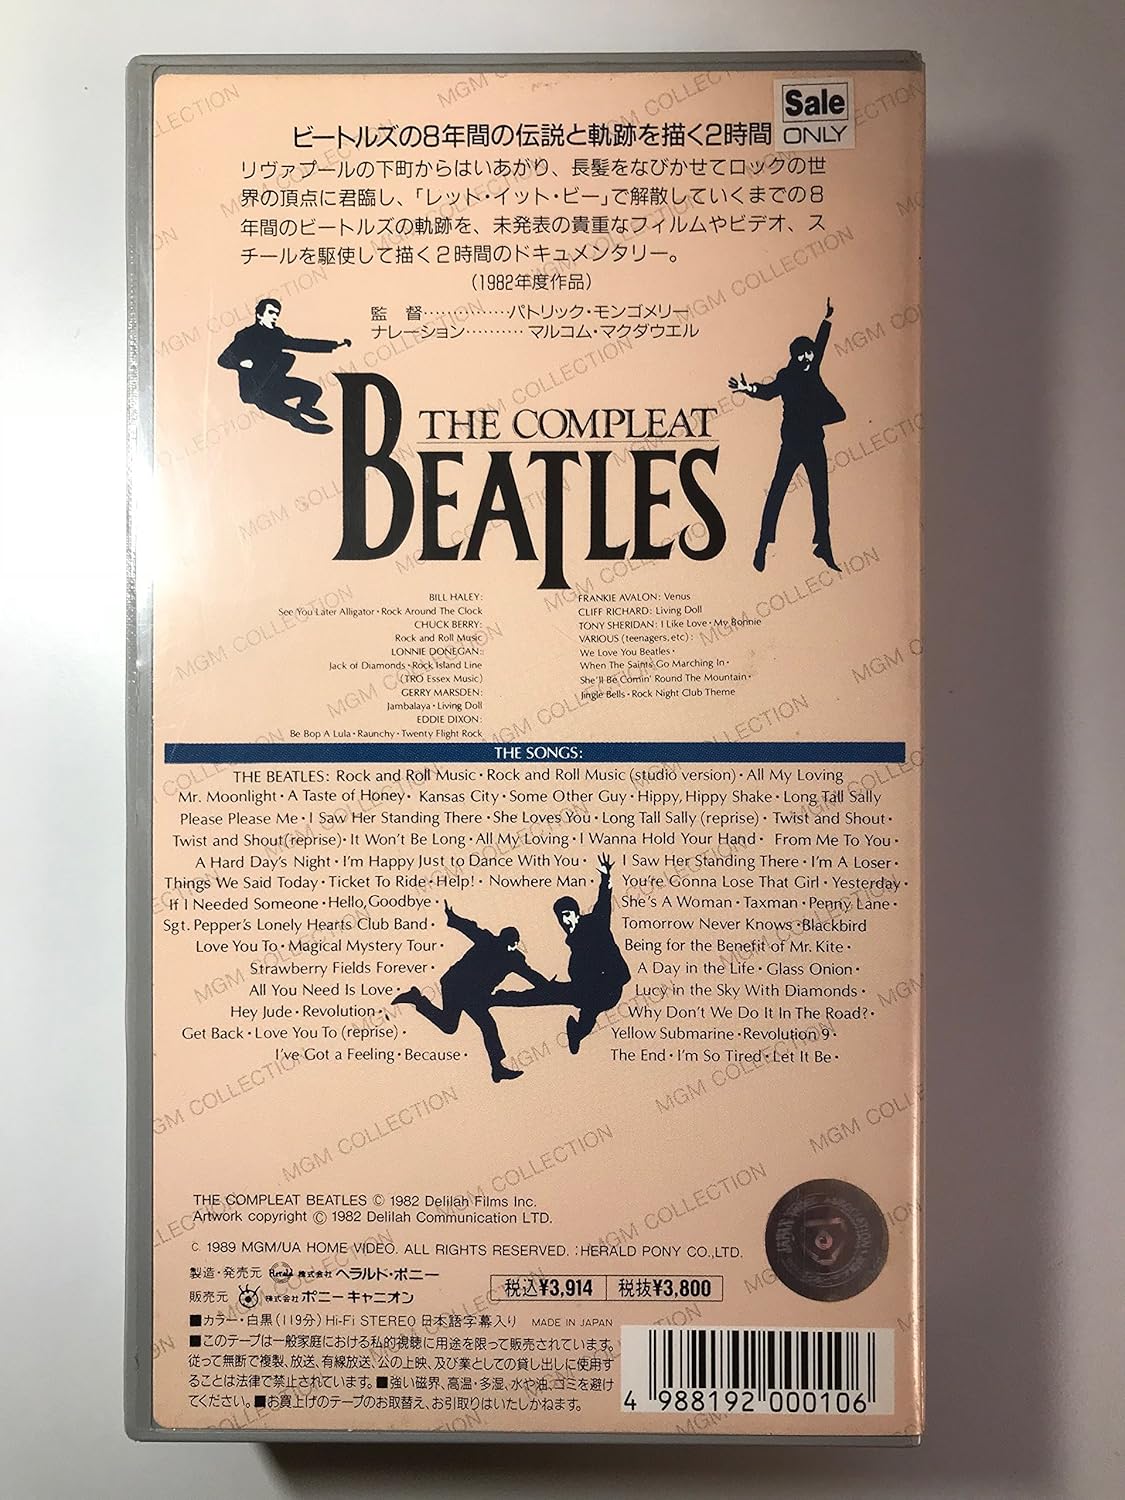 Sale
ONLY
ビートルズの8年間の伝説と軌跡を描く2時間
リヴァプールの下町からはいあがり、長髪をなびかせてロックの世
界の頂点に君臨し、「レット・イット・ビー」で解散していくまでの8
年間のビートルズの軌跡を、未発表の貴重なフィルムやビデオ、ス
チールを駆使して描く2時間のドキュメンタリー。
(1982年度作品)
監 督……………パトリック・モンゴメリー
ナレーション………マルコム・マクダウエル
THE COMPLEAT
BEATLES
BILL HALEY:
See You Later Alligator • Rock Around The Clock
CHUCK BERRY:
Rock and Roll Music
LONNIE DONEGAN:
Jack of Diamonds • Rock Island Line
(TRO Essex Music)
GERRY MARSDEN:
Jambalaya • Living Doll
EDDIE DIXON:
Be Bop A Lula • Raunchy • Twenty Flight Rock
FRANKIE AVALON: Venus
CLIFF RICHARD: Living Doll
TONY SHERIDAN: I Like Love • My Bonnie
VARIOUS (teenagers, etc):
We Love You Beatles •
When The Saints Go Marching In •
She'll Be Comin' Round The Mountain •
Jingle Bells • Rock Night Club Theme
THE SONGS:
THE BEATLES: Rock and Roll Music • Rock and Roll Music (studio version) • All My Loving
Mr. Moonlight • A Taste of Honey • Kansas City • Some Other Guy • Hippy, Hippy Shake • Long Tall Sally
Please Please Me • I Saw Her Standing There • She Loves You • Long Tall Sally (reprise) • Twist and Shout •
Twist and Shout (reprise) • It Won't Be Long • All My Loving • I Wanna Hold Your Hand • From Me To You •
A Hard Day's Night • I'm Happy Just to Dance With You • I Saw Her Standing There • I'm A Loser •
Things We Said Today • Ticket To Ride • Help! • Nowhere Man • You're Gonna Lose That Girl • Yesterday •
If I Needed Someone • Hello, Goodbye • She's A Woman • Taxman • Penny Lane •
Sgt. Pepper's Lonely Hearts Club Band • Tomorrow Never Knows • Blackbird
Love You To • Magical Mystery Tour • Being for the Benefit of Mr. Kite •
Strawberry Fields Forever • A Day in the Life • Glass Onion •
All You Need Is Love • Lucy in the Sky With Diamonds •
Hey Jude • Revolution • Why Don't We Do It In The Road? •
Get Back • Love You To (reprise) • Yellow Submarine • Revolution 9 •
I've Got a Feeling • Because • The End • I'm So Tired • Let It Be •
THE COMPLEAT BEATLES © 1982 Delilah Films Inc.
Artwork copyright © 1982 Delilah Communication LTD.
C 1989 MGM/UA HOME VIDEO. ALL RIGHTS RESERVED. :HERALD PONY CO.,LTD.
製造・発売元 Herald 株式会社 ヘラルド・ポニー
販売元 株式会社 ポニーキャニオン
税込¥3,914 税抜¥3,800
■カラー・白黒(119分) Hi-Fi STEREO 日本語字幕入り MADE IN JAPAN
■このテープは一般家庭における私的視聴に用途を限って販売されています。
従って無断で複製、放送、有線放送、公の上映、及び業としての貸し出しに使用す
ることは法律で禁止されています。■強い磁界、高温・多湿、水や油、ゴミを避け
てください。■お買上げのテープのお取替え、お引取りはいたしかねます。
4 988192 000106
MGM COLLECTION